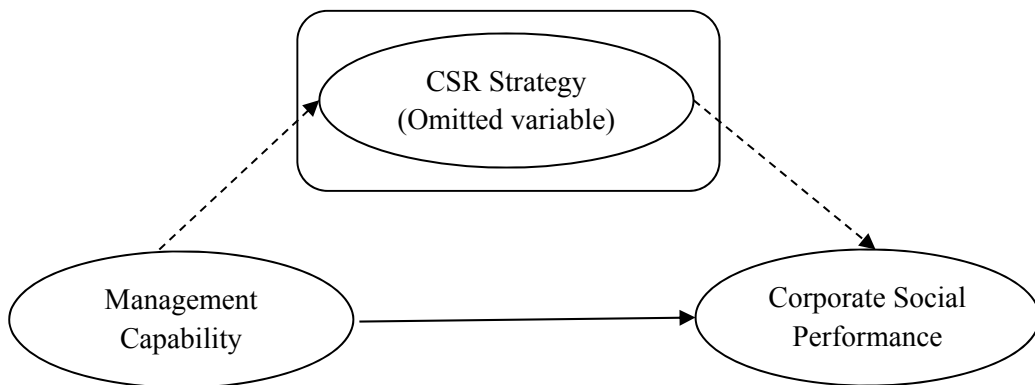 CSR Strategy
(Omitted variable)
Management
Capability
Corporate Social
Performance